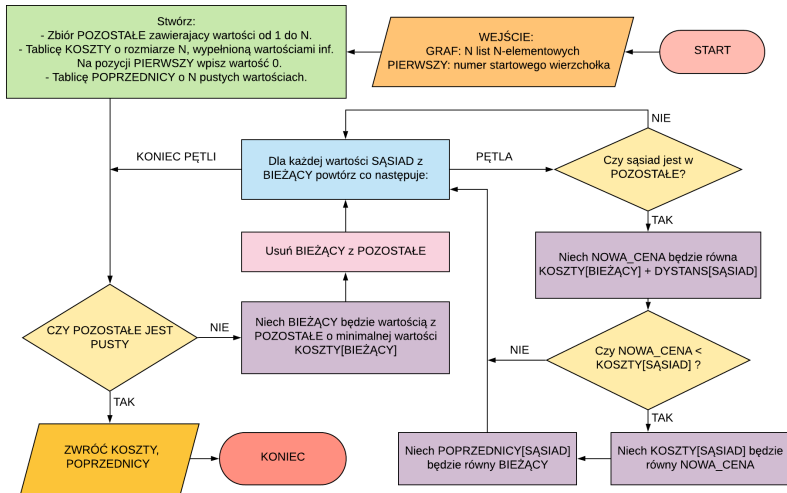 START
WEJŚCIE:
GRAF: N list N-elementowych
PIERWSZY: numer startowego wierzchołka
Stwórz:
- Zbiór POZOSTAŁE zawierajacy wartości od 1 do N.
- Tablicę KOSZTY o rozmiarze N, wypełnioną wartościami inf.
Na pozycji PIERWSZY wpisz wartość 0.
- Tablicę POPRZEDNICY o N pustych wartościach.
NIE
KONIEC PĘTLI
Dla każdej wartości SĄSIAD z
BIEŻĄCY powtórz co następuje:
PĘTLA
Czy sąsiad jest w
POZOSTAŁE?
TAK
Usuń BIEŻĄCY z POZOSTAŁE
Niech NOWA_CENA będzie równa
KOSZTY[BIEŻĄCY] + DYSTANS[SĄSIAD]
CZY POZOSTAŁE JEST
PUSTY
NIE
Niech BIEŻĄCY będzie wartością z
POZOSTAŁE o minimalnej wartości
KOSZTY[BIEŻĄCY]
NIE
Czy NOWA_CENA <
KOSZTY[SĄSIAD] ?
TAK
TAK
ZWRÓĆ KOSZTY,
POPRZEDNICY
KONIEC
Niech POPRZEDNICY[SĄSIAD]
będzie równy BIEŻĄCY
Niech KOSZTY[SĄSIAD] będzie
równy NOWA_CENA